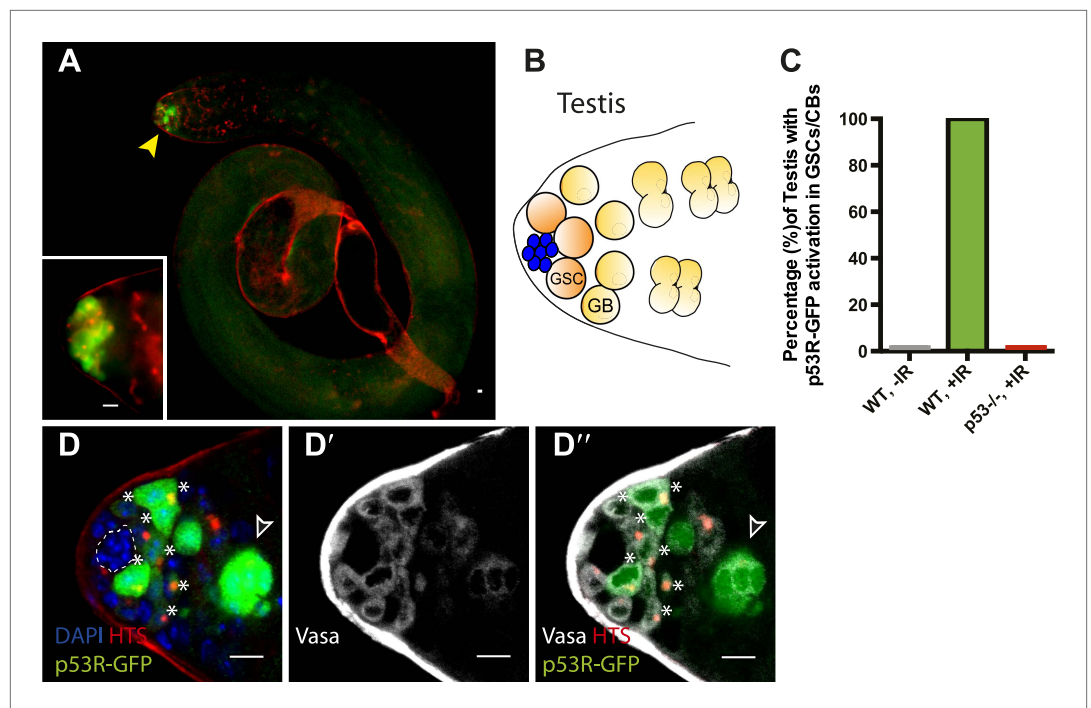 A
B
Testis
GSC
GB
C
Percentage (%)of Testis with
p53R-GFP activation in GSCs/CBs
100
80
60
40
20
0
WT, -IR
WT, +IR
p53-/-, +IR
D
* * * * * *
DAPI HTS
p53R-GFP
D′
Vasa
D′′
* * * * * *
Vasa HTS
p53R-GFP